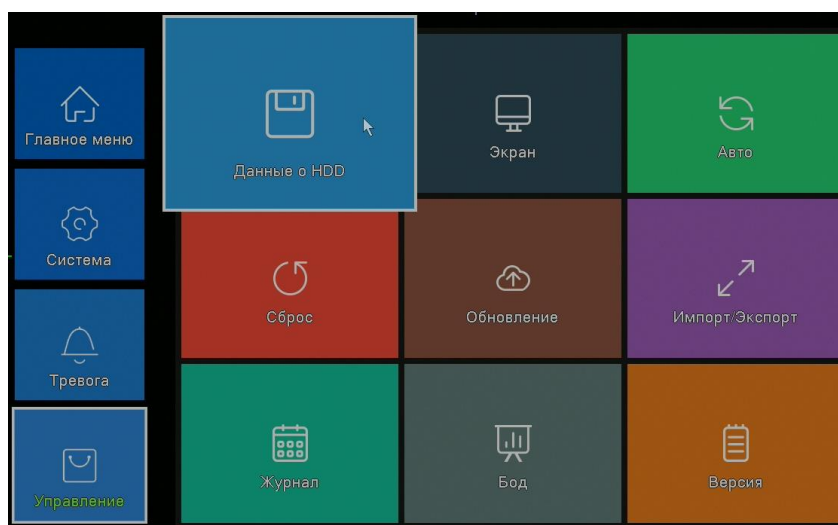 Главное меню
Система
Тревога
Управление
Данные о HDD
Экран
Авто
Сброс
Обновление
Импорт/Экспорт
Журнал
Бод
Версия